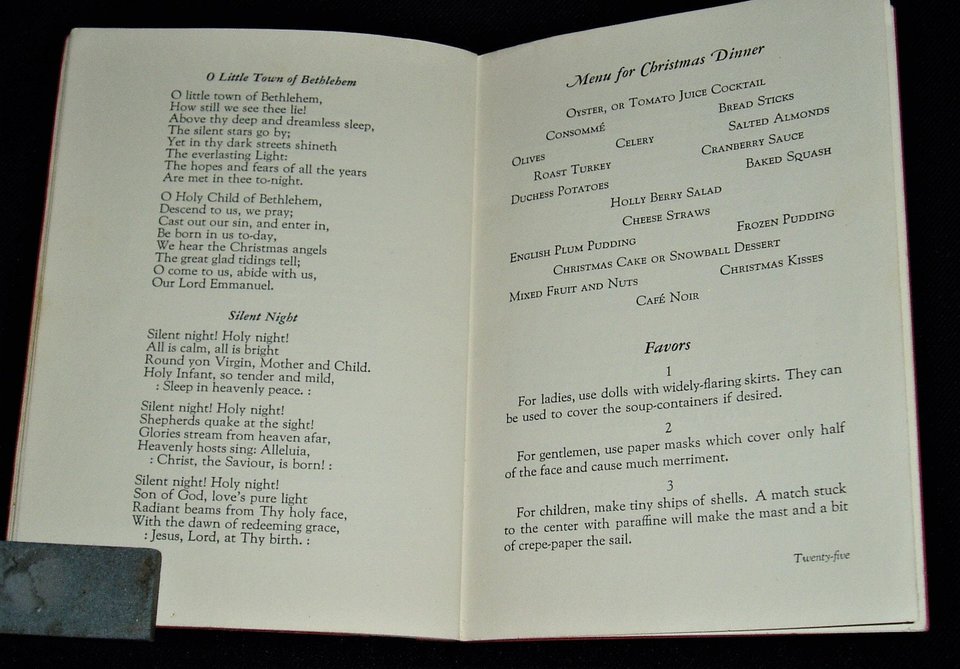 O Little Town of Bethlehem
O little town of Bethlehem,
How still we see thee lie!
Above thy deep and dreamless sleep,
The silent stars go by;
Yet in thy dark streets shineth
The everlasting Light:
The hopes and fears of all the years
Are met in thee to-night.
O Holy Child of Bethlehem,
Descend to us, we pray;
Cast out our sin, and enter in,
Be born in us to-day,
We hear the Christmas angels
The great glad tidings tell;
O come to us, abide with us,
Our Lord Emmanuel.
Silent Night
Silent night! Holy night!
All is calm, all is bright
Round yon Virgin, Mother and Child.
Holy Infant, so tender and mild,
: Sleep in heavenly peace. :
Silent night! Holy night!
Shepherds quake at the sight!
Glories stream from heaven afar,
Heavenly hosts sing: Alleluia,
: Christ, the Saviour, is born! :
Silent night! Holy night!
Son of God, love's pure light
Radiant beams from Thy holy face,
With the dawn of redeeming grace,
: Jesus, Lord, at Thy birth. :
Menu for Christmas Dinner
Oyster, or Tomato Juice Cocktail
Consommé Bread Sticks
Olives Celery Salted Almonds
Roast Turkey Cranberry Sauce
Duchess Potatoes Baked Squash
Holly Berry Salad
Cheese Straws
English Plum Pudding Frozen Pudding
Christmas Cake or Snowball Dessert
Mixed Fruit and Nuts Christmas Kisses
Café Noir
Favors
1
For ladies, use dolls with widely-flaring skirts. They can
be used to cover the soup-containers if desired.
2
For gentlemen, use paper masks which cover only half
of the face and cause much merriment.
3
For children, make tiny ships of shells. A match stuck
to the center with paraffine will make the mast and a bit
of crepe-paper the sail.
Twenty-five